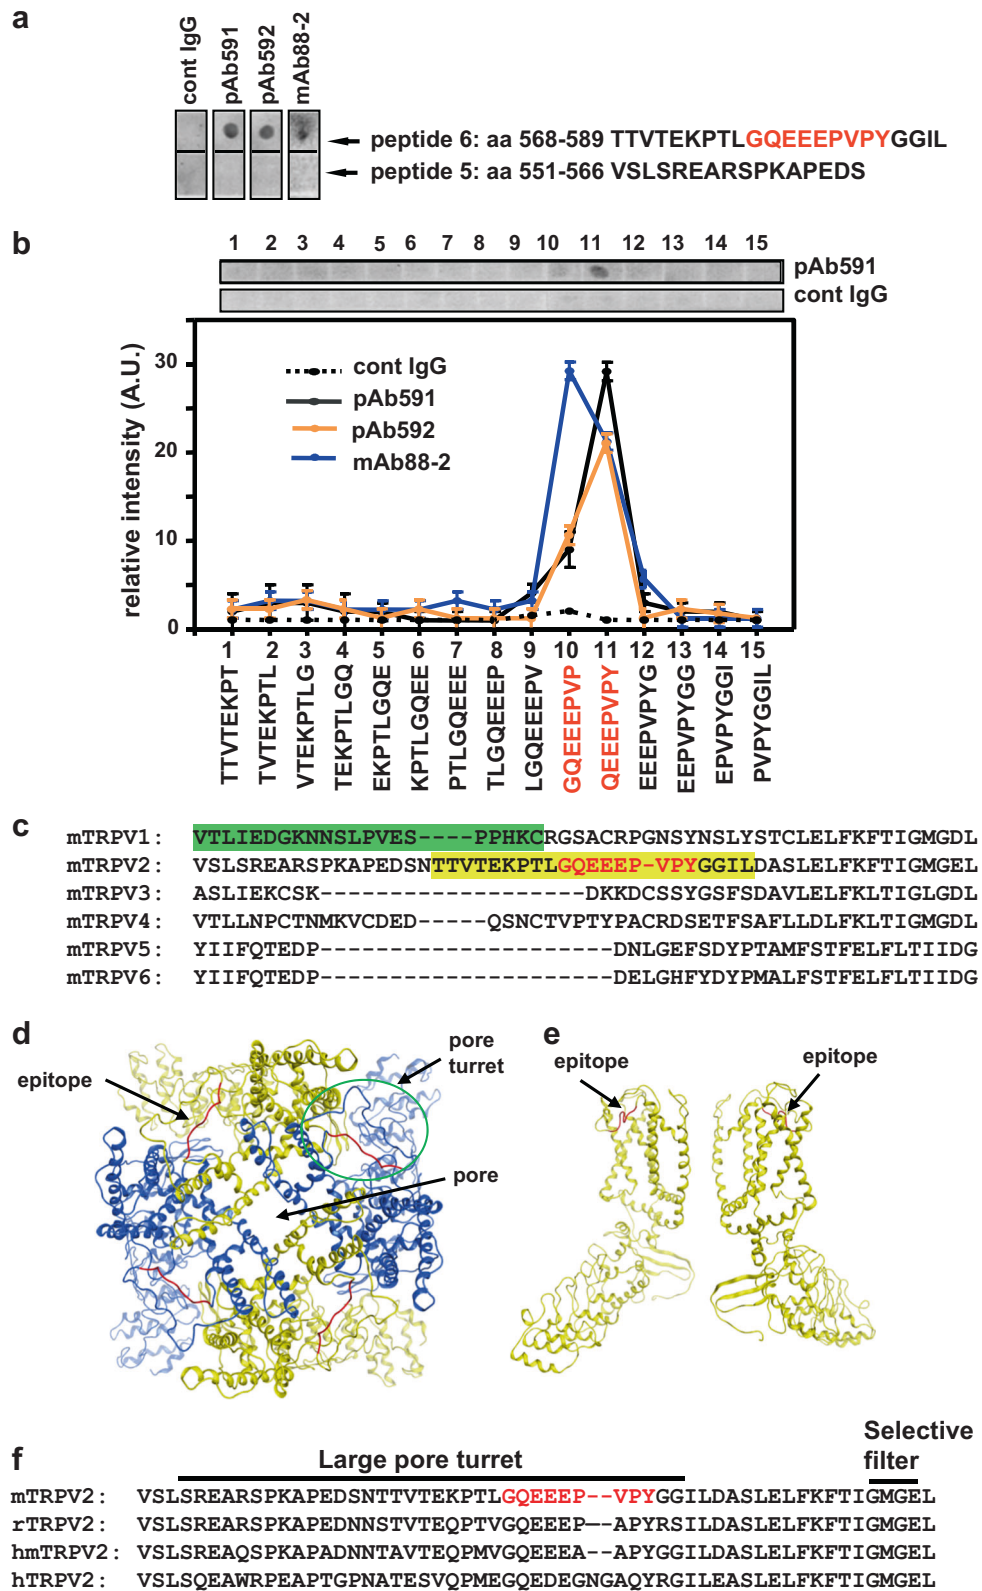 a
cont IgG
pAb591
pAb592
mAb88-2
peptide 6: aa 568-589 TTVTEKPTLGQEEEPVPYGGIL
peptide 5: aa 551-566 VSLSREARSPKAPEDS
b
1 2 3 4 5 6 7 8 9 10 11 12 13 14 15
pAb591
cont IgG
relative intensity (A.U.)
30
20
10
0
cont IgG
pAb591
pAb592
mAb88-2
1 2 3 4 5 6 7 8 9 10 11 12 13 14 15
TTVTEKPT
TVTEKPTL
VTEKPTLG
TEKPTLGQ
EKPTLGQE
KPTLGQEE
PTLGQEEE
TLGQEEEP
LGQEEEPV
GQEEEPVP
QEEEPVPY
EEEPVPYG
EEPVPYGG
EPVPYGGI
PVPYGGIL
c
mTRPV1: VTLIEDGKNNSLPVES----PPHKCRGSACRPGNSYNSLYSTCLELFKFTIGMGDL
mTRPV2: VSLSREARSPKAPEDSNTTVTEKPTLGQEEEP-VPYGGILDASLELFKFTIGMGEL
mTRPV3: ASLIEKCSK-----------------DKKDCSSYGSFSDAVLELFKLTIGLGDL
mTRPV4: VTLLNPCTNMKVCDED-----QSNCTVPTYPACRDSETFSAFLLDLFKLTIGMGDL
mTRPV5: YIIFQTEDP-------------------DNLGEFSDYPTAMFSTFELFLTIIDG
mTRPV6: YIIFQTEDP-------------------DELGHFYDYPMALFSTFELFLTIIDG
d
epitope
pore
turret
pore
e
epitope
epitope
f
Large pore turret
Selective
filter
mTRPV2: VSLSREARSPKAPEDSNTTVTEKPTLGQEEEP--VPYGGILDASLELFKFTIGMGEL
rTRPV2: VSLSREARSPKAPEDNNSTVTEQPTVGQEEEP--APYRSILDASLELFKFTIGMGEL
hmTRPV2: VSLSREAQSPKAPADNNTAVTEQPMVGQEEEA--APYGGILDASLELFKFTIGMGEL
hTRPV2: VSLSQEAWRPEAPTGPNATESVQPMEGQEDEGNGAQYRGILEASLELFKFTIGMGEL